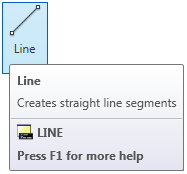 Line
Line
Creates straight line segments
LINE
Press F1 for more help